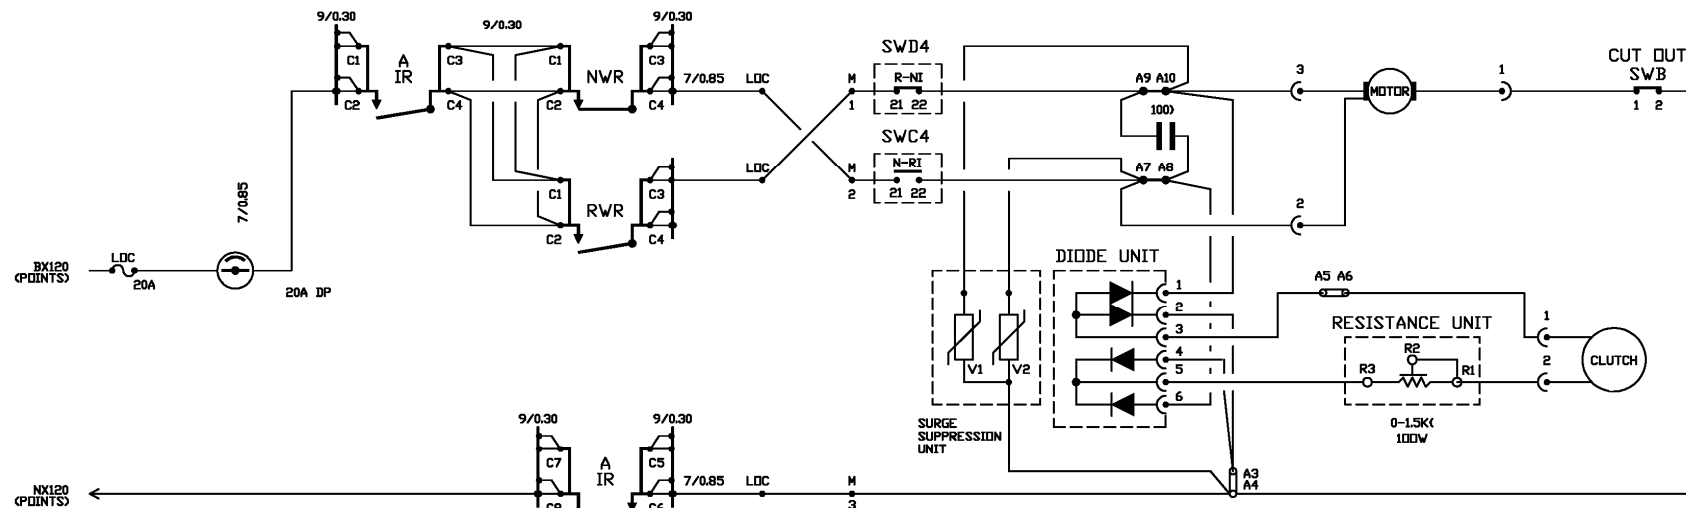 9/0.30
9/0.30
9/0.30
C1
A
IR
C3
C1
NWR
C3
7/0.85
LOC
M
SWD4
R-NI
A9 A10
3
MOTOR
1
CUT OUT
SWB
C2
C4
C2
C4
1
21 22
1 2
100)
SWC4
LOC
M
N-RI
A7 A8
C1
RWR
C3
2
21 22
2
7/0.85
C2
C4
BX120
(POINTS)
LOC
20A
20A DP
DIODE UNIT
1
2
3
4
5
6
A5 A6
RESISTANCE UNIT
1
R2
V1
V2
R3
R1
2
CLUTCH
SURGE
SUPPRESSION
UNIT
0-1.5K(
100W
9/0.30
9/0.30
C7
A
IR
C5
7/0.85
LOC
M
A3
A4
NX120
(POINTS)
3